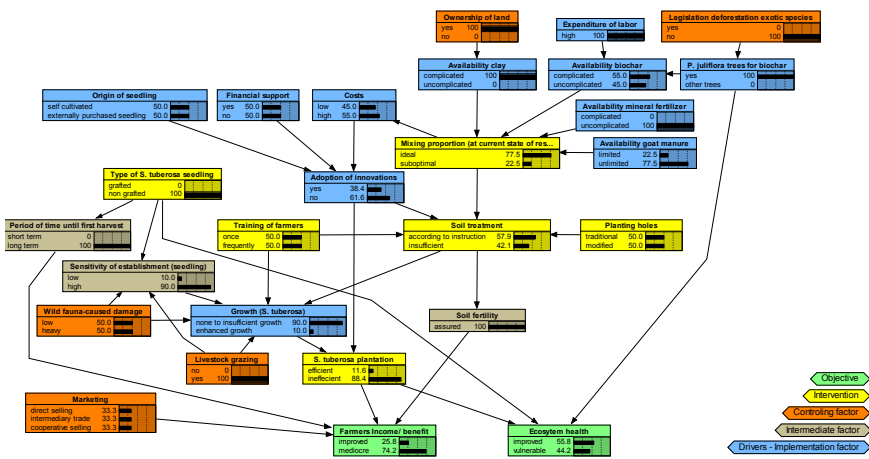 Ownership of land
yes 100
no 0
Expenditure of labor
high 100
Legislation deforestation exotic species
yes 0
no 100
Availability clay
complicated 100
uncomplicated 0
Availability biochar
complicated 55.0
uncomplicated 45.0
P. juliflora trees for biochar
yes 100
other trees 0
Origin of seedling
self cultivated 50.0
externally purchased seedling 50.0
Financial support
yes 50.0
no 50.0
Costs
low 45.0
high 55.0
Availability mineral fertilizer
complicated 0
uncomplicated 100
Mixing proportion (at current state of res...
ideal 77.5
suboptimal 22.5
Availability goat manure
limited 22.5
unlimited 77.5
Type of S. tuberosa seedling
grafted 0
non grafted 100
Adoption of innovations
yes 38.4
no 61.6
Period of time until first harvest
short term 0
long term 100
Training of farmers
once 50.0
frequently 50.0
Soil treatment
according to instruction 57.9
insufficient 42.1
Planting holes
traditional 50.0
modified 50.0
Sensitivity of establishment (seedling)
low 10.0
high 90.0
Wild fauna-caused damage
low 50.0
heavy 50.0
Growth (S. tuberosa)
none to insufficient growth 90.0
enhanced growth 10.0
Soil fertility
assured 100
Livestock grazing
no 0
yes 100
S. tuberosa plantation
efficient 11.6
ineffecient 88.4
Marketing
direct selling 33.3
intermediary trade 33.3
cooperative selling 33.3
Farmers Income/ benefit
improved 25.8
mediocre 74.2
Ecosytem health
improved 55.8
vulnerable 44.2
Objective
Intervention
Controling factor
Intermediate factor
Drivers - Implementation factor